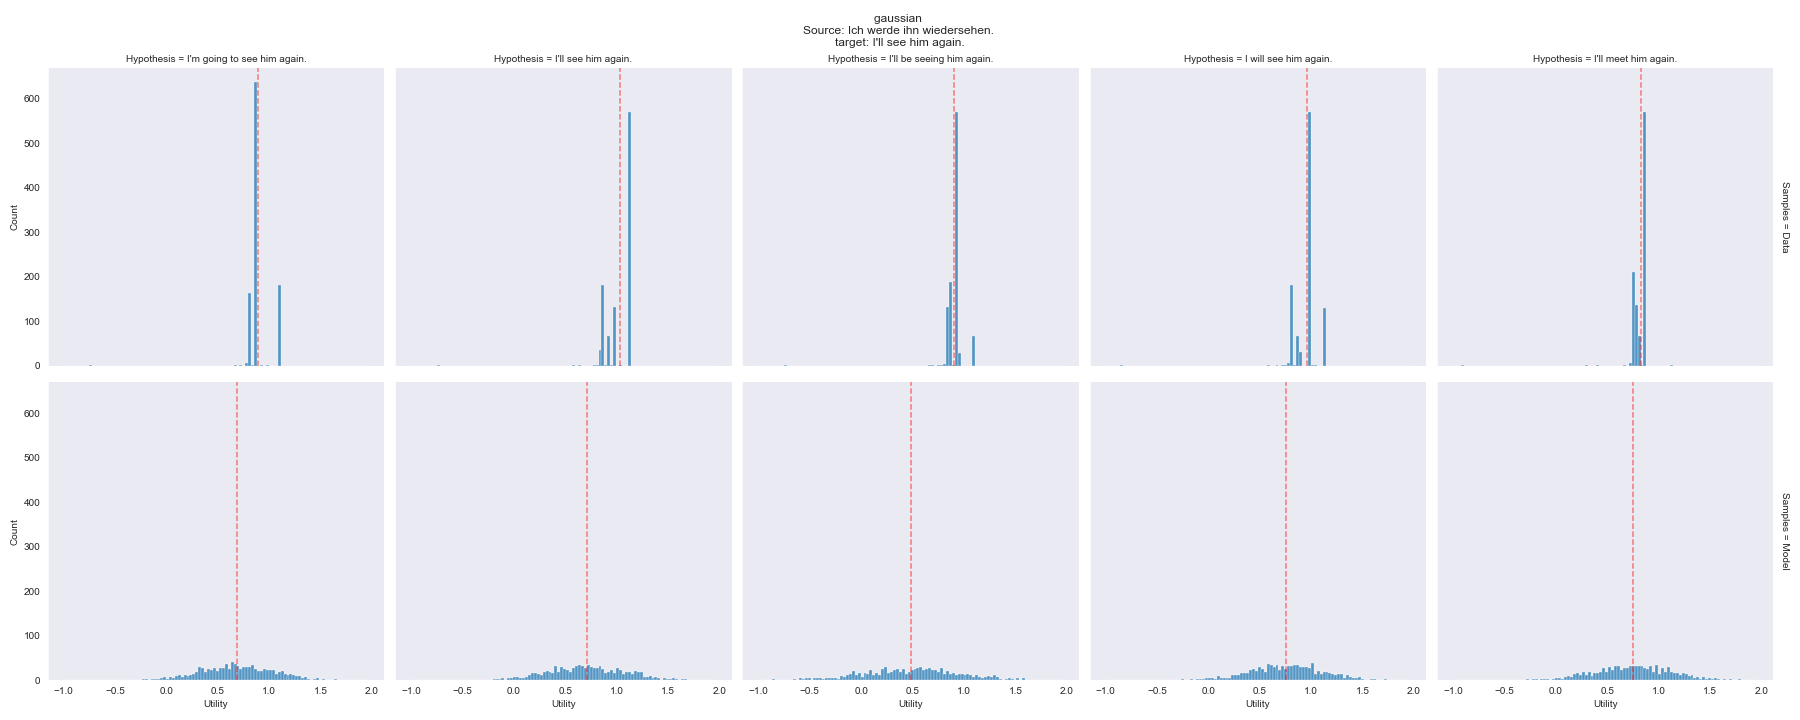 gaussian
Source: Ich werde ihn wiedersehen.
target: I'll see him again.
Hypothesis = I'm going to see him again.
Hypothesis = I'll see him again.
Hypothesis = I'll be seeing him again.
Hypothesis = I will see him again.
Hypothesis = I'll meet him again.
600
500
400
300
200
100
0
Count
Samples = Data
600
500
400
300
200
100
0
Count
Samples = Model
−1.0 −0.5 0.0 0.5 1.0 1.5 2.0
−1.0 −0.5 0.0 0.5 1.0 1.5 2.0
−1.0 −0.5 0.0 0.5 1.0 1.5 2.0
−1.0 −0.5 0.0 0.5 1.0 1.5 2.0
−1.0 −0.5 0.0 0.5 1.0 1.5 2.0
Utility
Utility
Utility
Utility
Utility